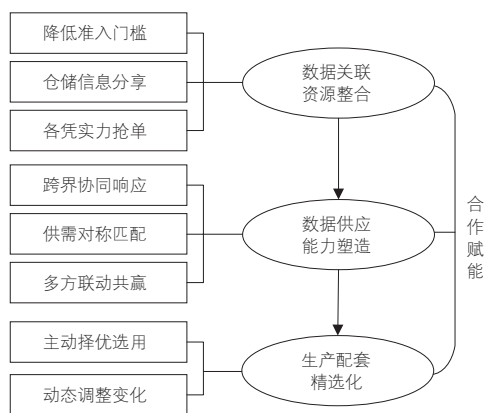 降低准入门槛
仓储信息分享
各凭实力抢单
数据关联
资源整合
跨界协同响应
供需对称匹配
多方联动共赢
数据供应
能力塑造
主动择优选用
动态调整变化
生产配套
精选化
合作赋能